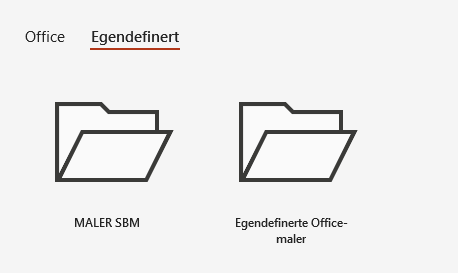 Office Egendefinert
MALER SBM
Egendefinerte Office-
maler